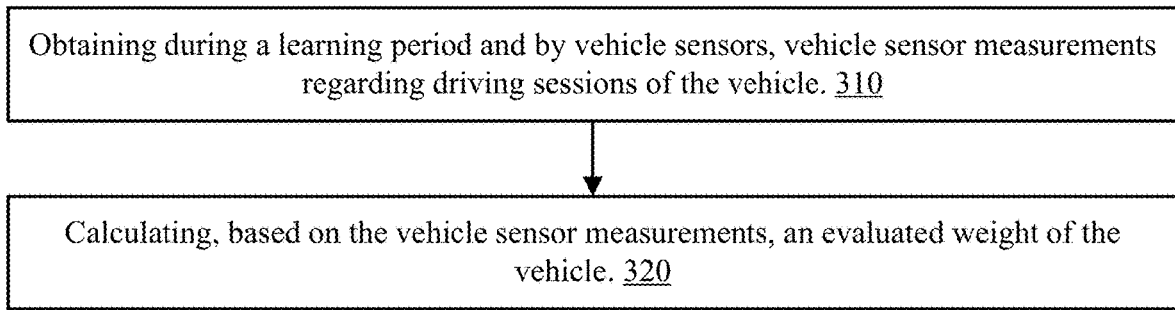 Obtaining during a learning period and by vehicle sensors, vehicle sensor measurements
regarding driving sessions of the vehicle. 310
Calculating, based on the vehicle sensor measurements, an evaluated weight of the
vehicle. 320